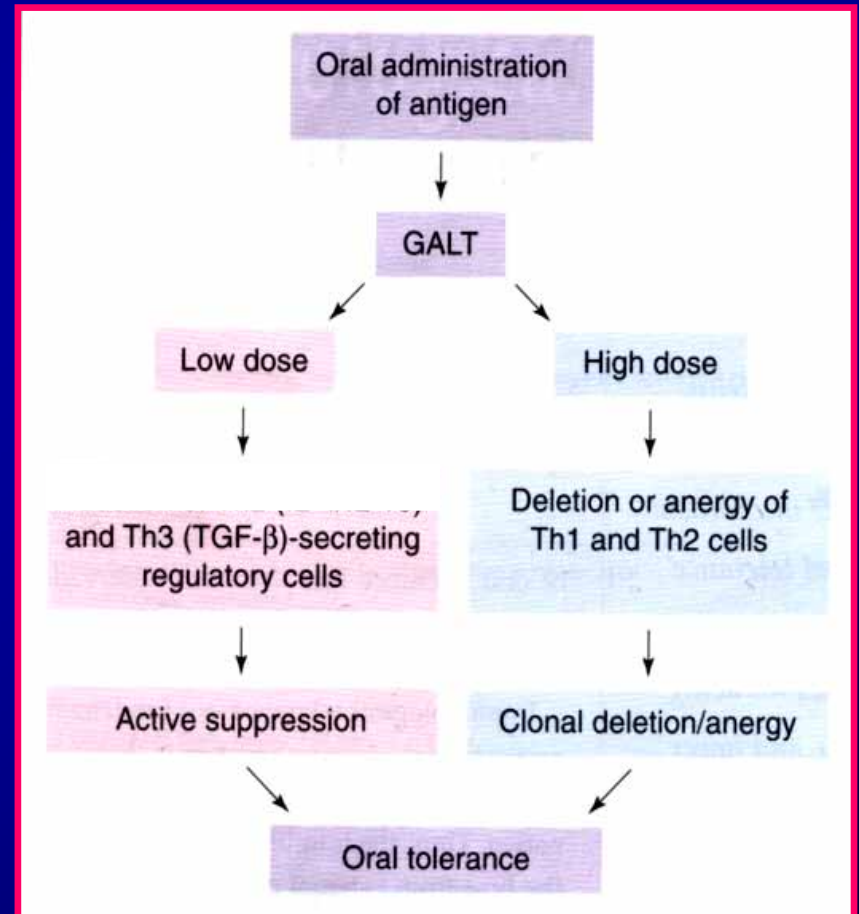 Oral administration
of antigen
GALT
Low dose
High dose
and Th3 (TGF-β)-secreting
regulatory cells
Deletion or anergy of
Th1 and Th2 cells
Active suppression
Clonal deletion/anergy
Oral tolerance